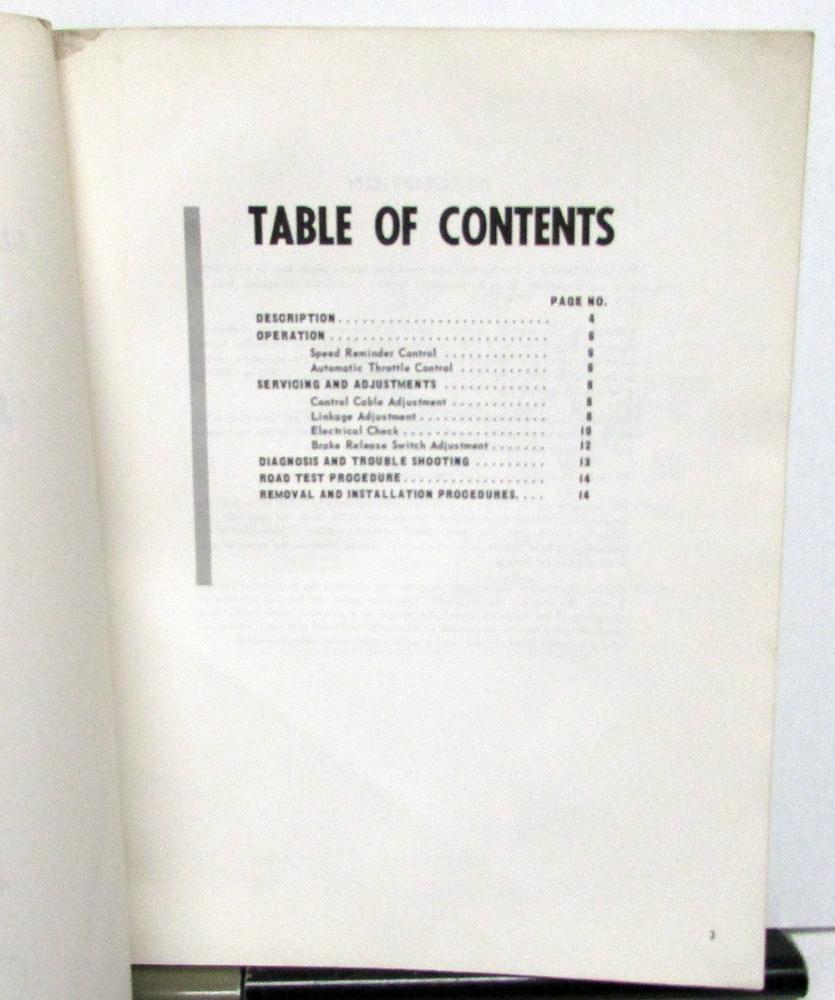 TABLE OF CONTENTS
PAGE NO.
DESCRIPTION . . . . . . . . . . . . . . . . . . . . . . . . . . 4
OPERATION . . . . . . . . . . . . . . . . . . . . . . . . . . . 6
Speed Reminder Control . . . . . . . . . . . . 6
Automatic Throttle Control . . . . . . . . . . 6
SERVICING AND ADJUSTMENTS . . . . . . . . . . . . 8
Control Cable Adjustment . . . . . . . . . . . 8
Linkage Adjustment . . . . . . . . . . . . . . . 8
Electrical Check . . . . . . . . . . . . . . . . . 10
Brake Release Switch Adjustment . . . . . . . 12
DIAGNOSIS AND TROUBLE SHOOTING . . . . . . . . . 13
ROAD TEST PROCEDURE . . . . . . . . . . . . . . . . . . 14
REMOVAL AND INSTALLATION PROCEDURES. . . . 14
3